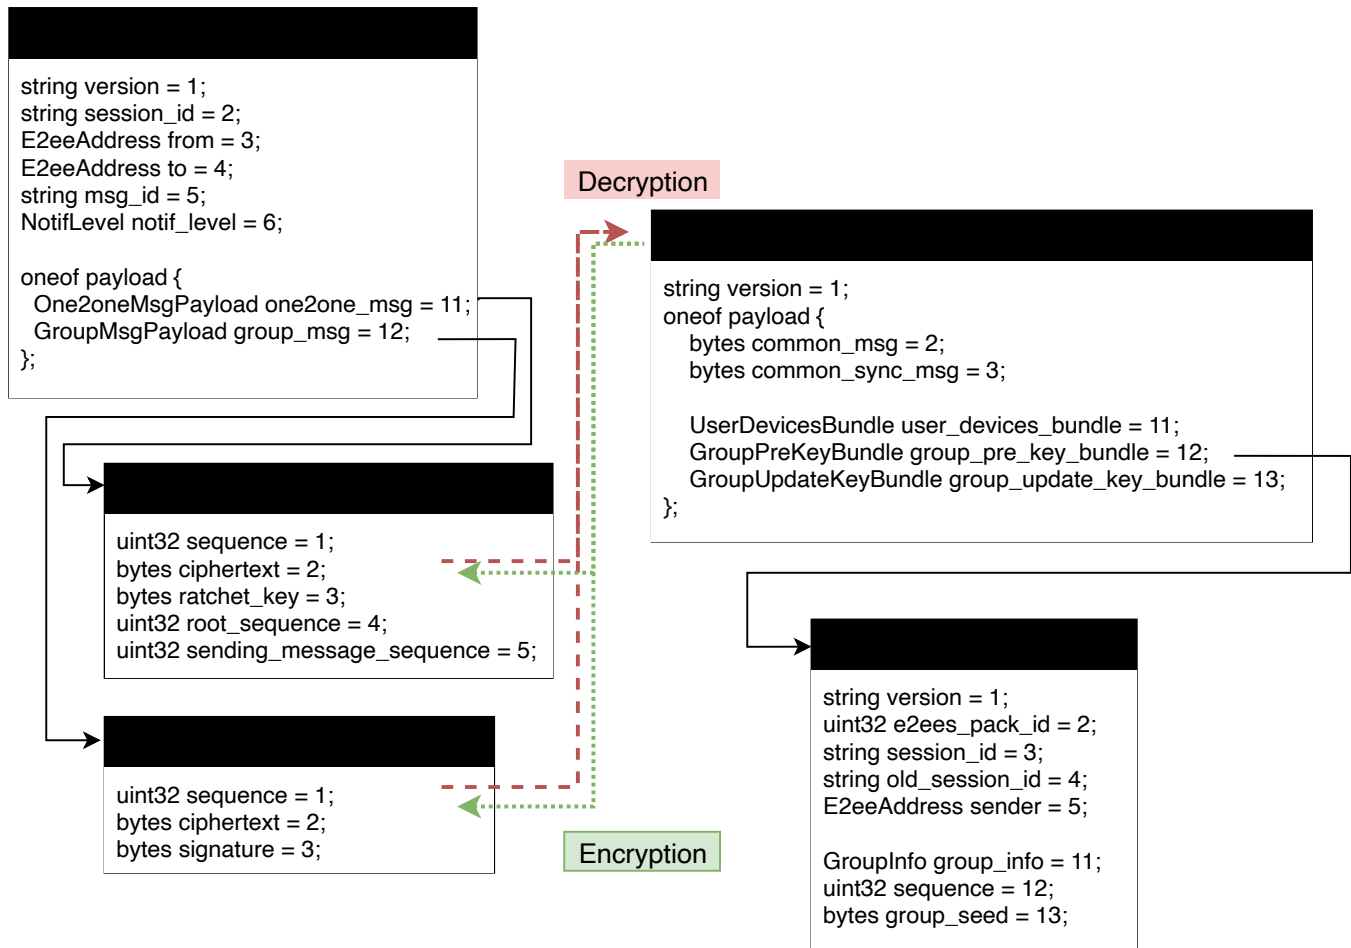 string version = 1;
string session_id = 2;
E2eeAddress from = 3;
E2eeAddress to = 4;
string msg_id = 5;
NotifLevel notif_level = 6;
oneof payload {
One2oneMsgPayload one2one_msg = 11;
GroupMsgPayload group_msg = 12;
};
uint32 sequence = 1;
bytes ciphertext = 2;
bytes ratchet_key = 3;
uint32 root_sequence = 4;
uint32 sending_message_sequence = 5;
uint32 sequence = 1;
bytes ciphertext = 2;
bytes signature = 3;
Decryption
Encryption
string version = 1;
oneof payload {
bytes common_msg = 2;
bytes common_sync_msg = 3;
UserDevicesBundle user_devices_bundle = 11;
GroupPreKeyBundle group_pre_key_bundle = 12;
GroupUpdateKeyBundle group_update_key_bundle = 13;
};
string version = 1;
uint32 e2ees_pack_id = 2;
string session_id = 3;
string old_session_id = 4;
E2eeAddress sender = 5;
GroupInfo group_info = 11;
uint32 sequence = 12;
bytes group_seed = 13;